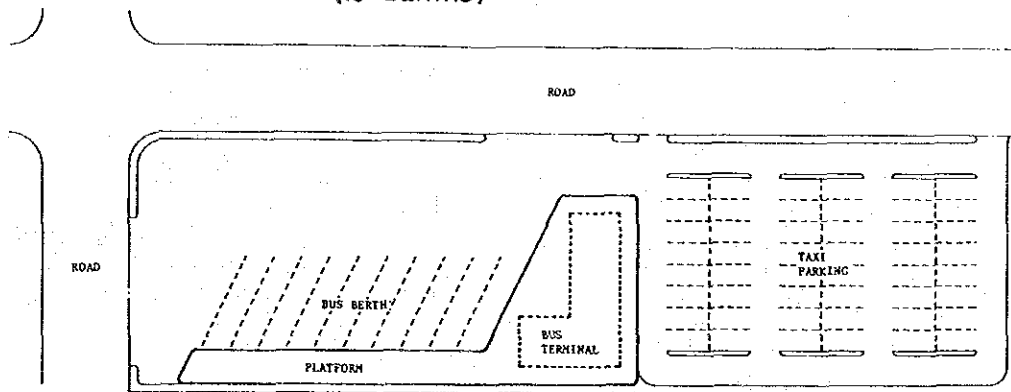 ROAD
ROAD
BUS BERTH
TAXI
PARKING
BUS
TERMINAL
PLATFORM